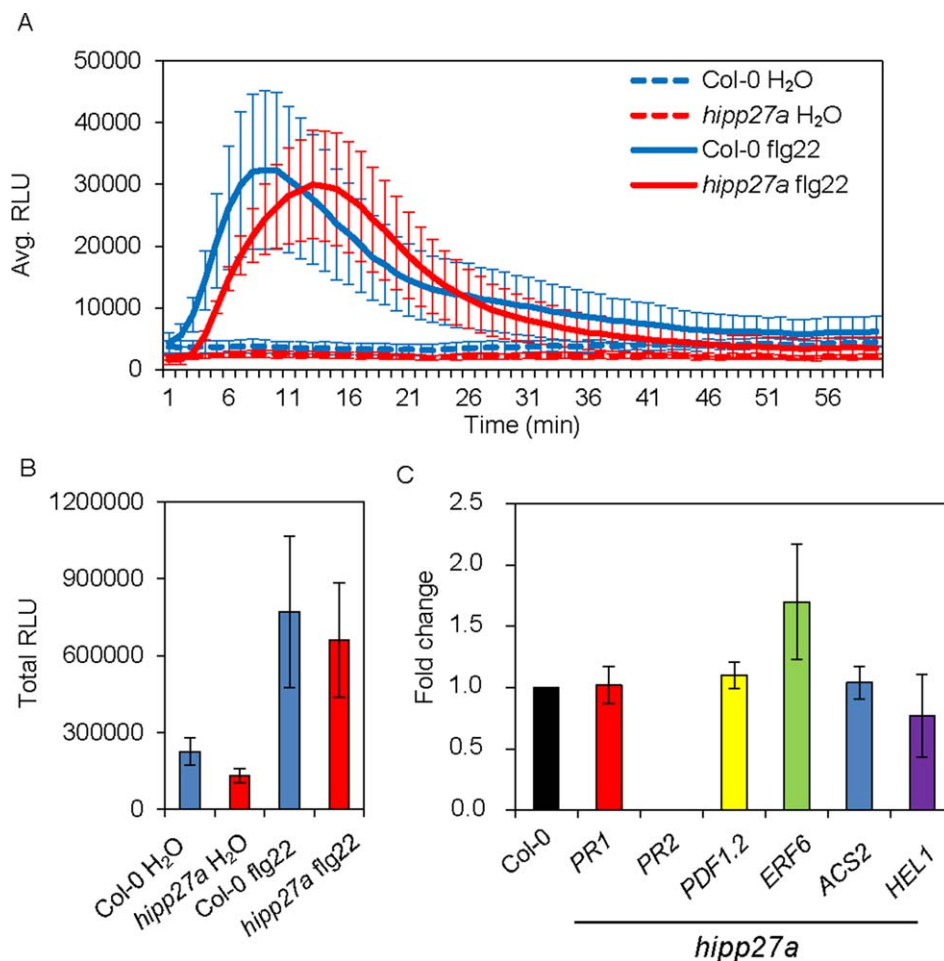 A
50000
40000
30000
20000
10000
0
Avg. RLU
Col-0 H₂O
hipp27a H₂O
Col-0 flg22
hipp27a flg22
1 6 11 16 21 26 31 36 41 46 51 56
Time (min)
B
1200000
900000
600000
300000
0
Total RLU
Col-0 H₂O
hipp27a H₂O
Col-0 flg22
hipp27a flg22
C
2.5
2.0
1.5
1.0
0.5
0.0
Fold change
Col-0
PR1
PR2
PDF1.2
ERF6
ACS2
HEL1
hipp27a